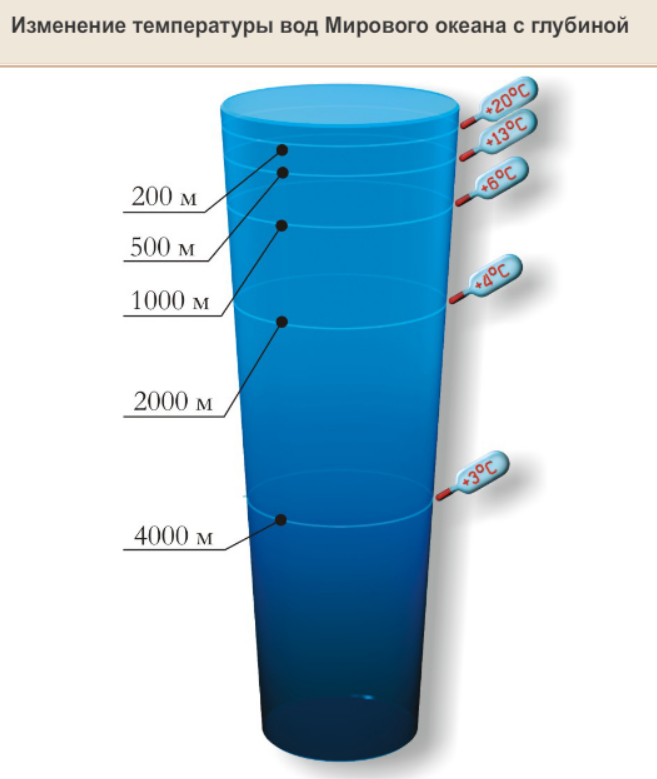 Изменение температуры вод Мирового океана с глубиной
+20°C
+13°C
+6°C
200 м
500 м
+4°C
1000 м
2000 м
+3°C
4000 м